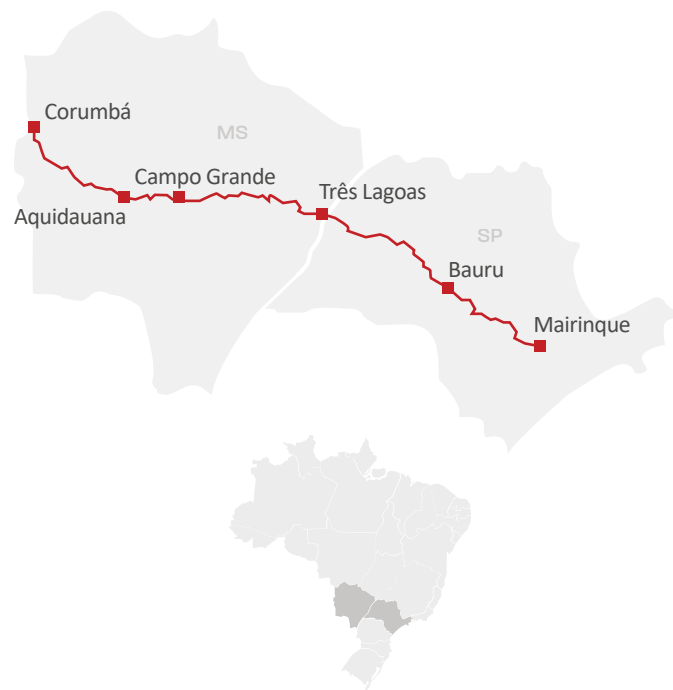 Corumbá
MS
Campo Grande
Três Lagoas
Aquidauana
SP
Bauru
Mairinque